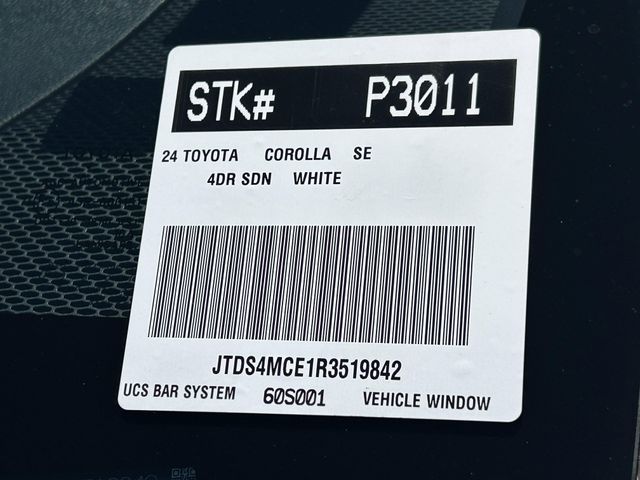 STK# P3011
24 TOYOTA COROLLA SE
4DR SDN WHITE
JTDS4MCE1R3519842
UCS BAR SYSTEM 60S001 VEHICLE WINDOW